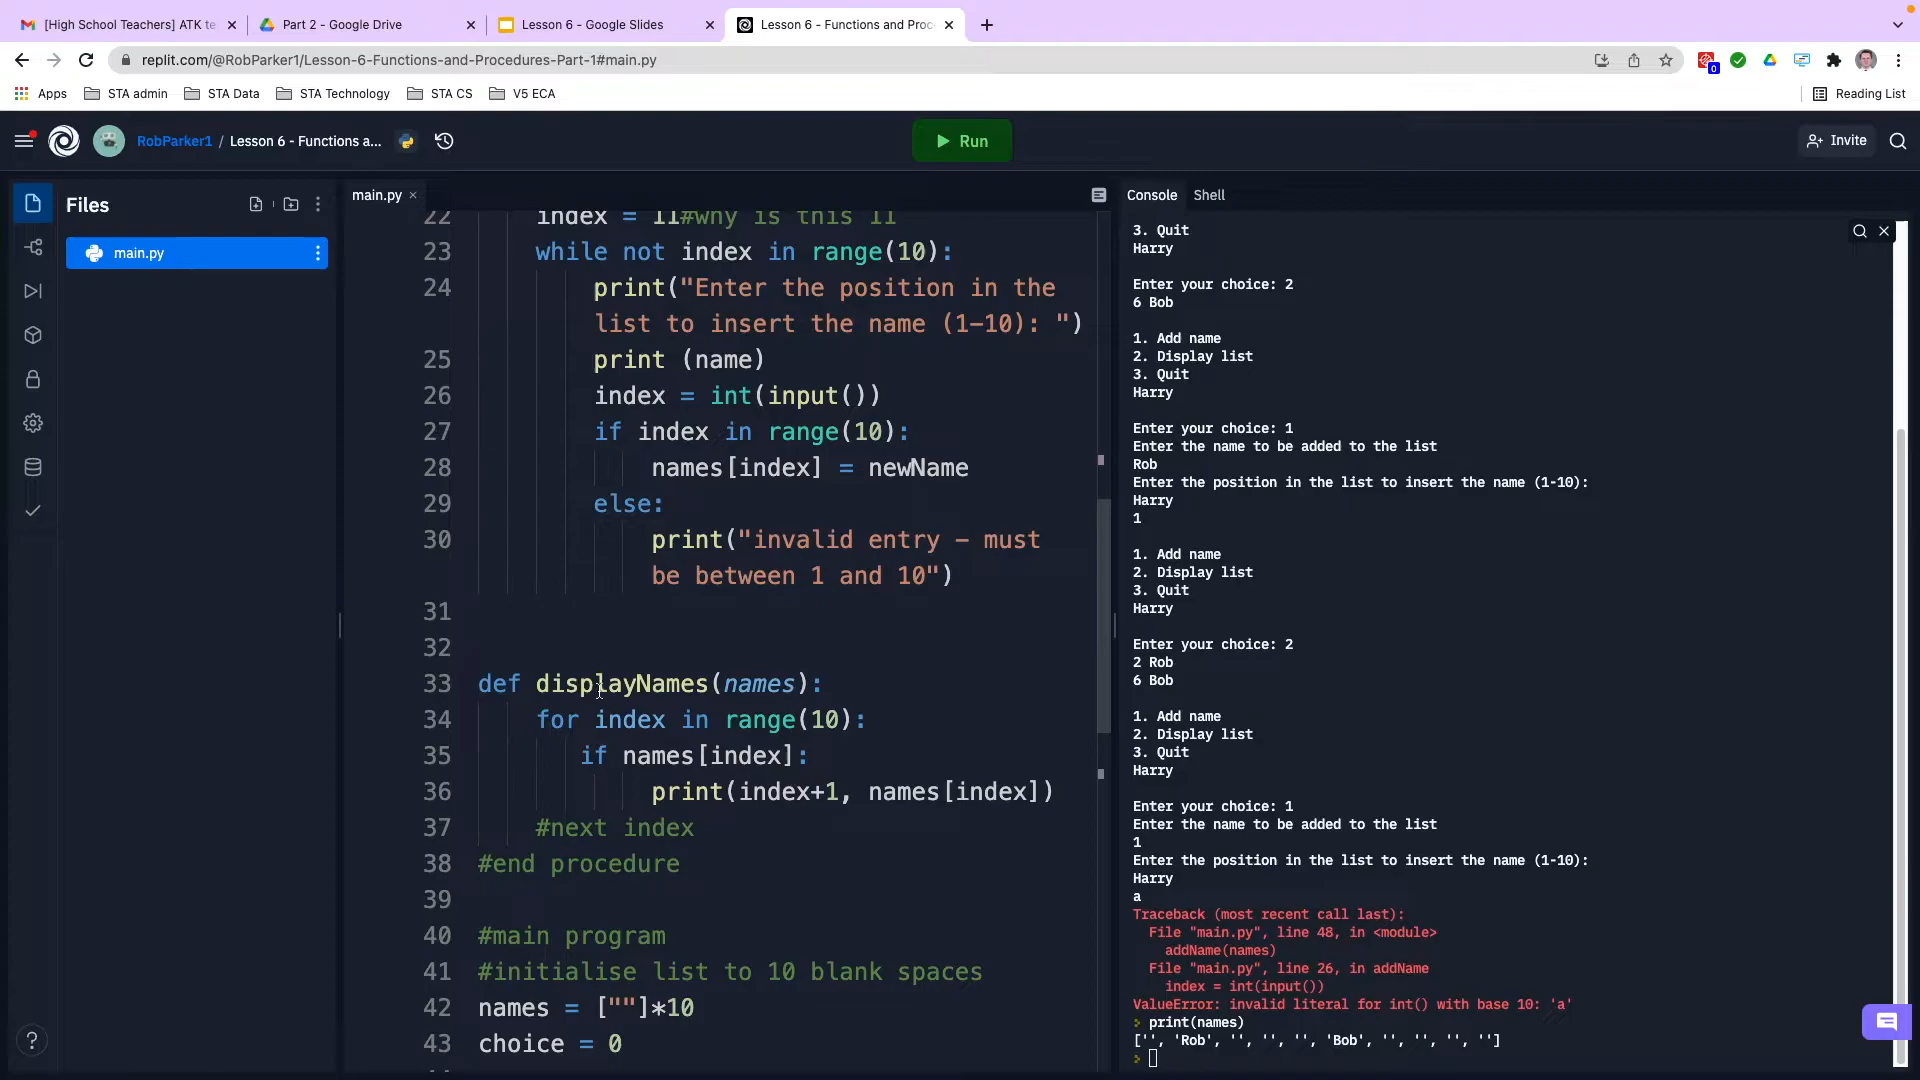 [High School Teachers] ATK te
Part 2 - Google Drive
Lesson 6 - Google Slides
Lesson 6 - Functions and Proc
replit.com/@RobParker1/Lesson-6-Functions-and-Procedures-Part-1#main.py
0
Apps
STA admin
STA Data
STA Technology
STA CS
V5 ECA
Reading List
RobParker1 / Lesson 6 - Functions a...
Run
Invite
Files
main.py
main.py
22 index = 11#why is this 11
23 while not index in range(10):
24 print("Enter the position in the
list to insert the name (1-10): ")
25 print (name)
26 index = int(input())
27 if index in range(10):
28 names[index] = newName
29 else:
30 print("invalid entry - must
be between 1 and 10")
31
32
33 def displayNames(names):
34 for index in range(10):
35 if names[index]:
36 print(index+1, names[index])
37 #next index
38 #end procedure
39
40 #main program
41 #initialise list to 10 blank spaces
42 names = [""]*10
43 choice = 0
Console
Shell
3. Quit
Harry
Enter your choice: 2
6 Bob
1. Add name
2. Display list
3. Quit
Harry
Enter your choice: 1
Enter the name to be added to the list
Rob
Enter the position in the list to insert the name (1-10):
Harry
1
1. Add name
2. Display list
3. Quit
Harry
Enter your choice: 2
2 Rob
6 Bob
1. Add name
2. Display list
3. Quit
Harry
Enter your choice: 1
Enter the name to be added to the list
1
Enter the position in the list to insert the name (1-10):
Harry
a
Traceback (most recent call last):
File "main.py", line 48, in <module>
addName(names)
File "main.py", line 26, in addName
index = int(input())
ValueError: invalid literal for int() with base 10: 'a'
> print(names)
['', 'Rob', '', '', '', 'Bob', '', '', '', '']
>